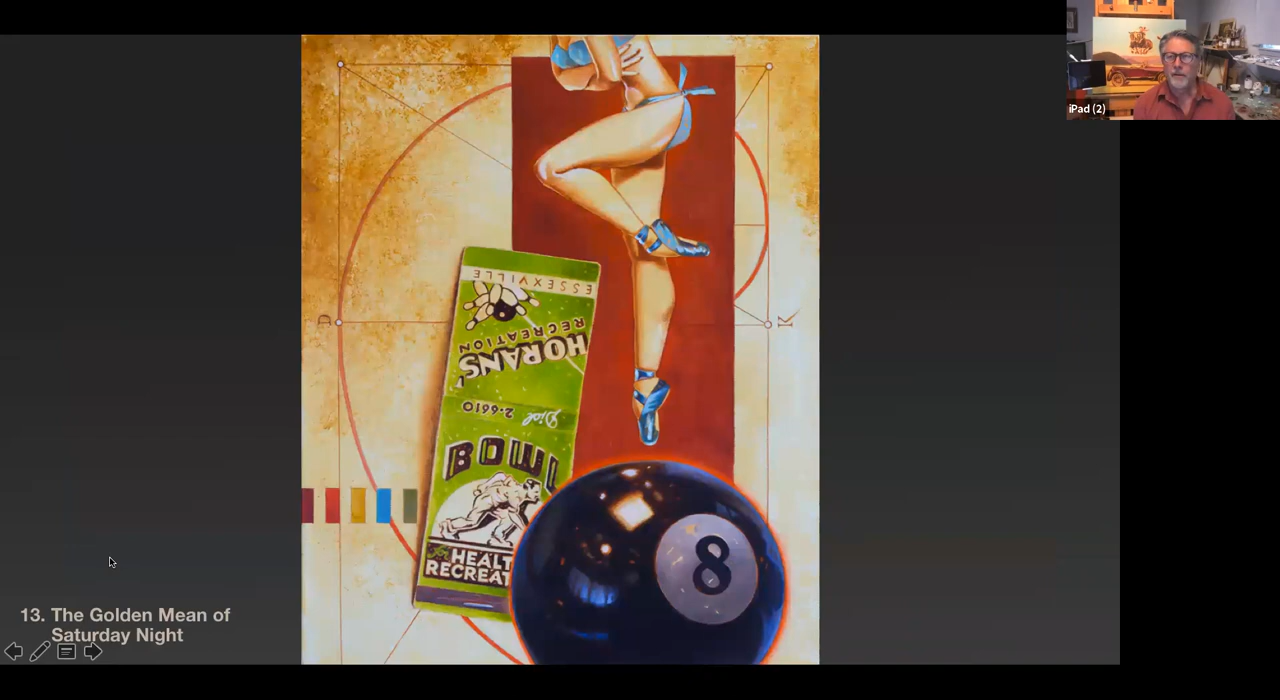 iPad (2)
D
K
ESSEXVILLE
HORANS'
RECREATION
Dial
2-6610
BOWL
for
HEALT
RECREAT
8
13. The Golden Mean of
Saturday Night